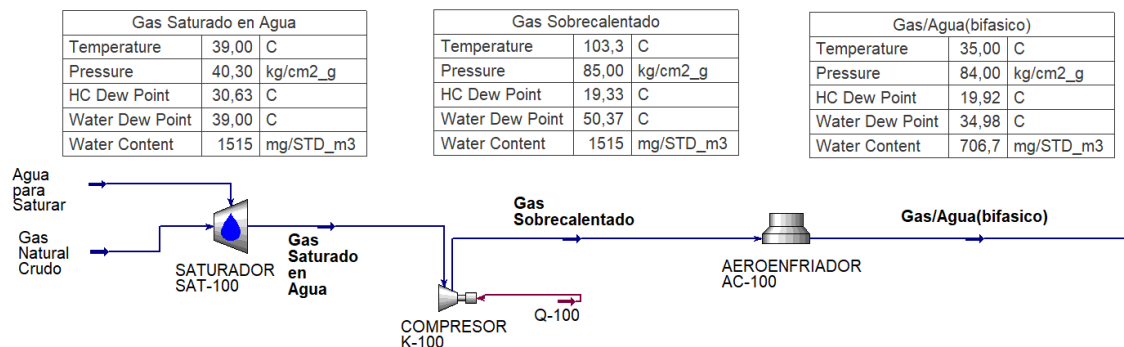 Gas Saturado en Agua
Temperature 39,00 C
Pressure 40,30 kg/cm2_g
HC Dew Point 30,63 C
Water Dew Point 39,00 C
Water Content 1515 mg/STD_m3
Gas Sobrecalentado
Temperature 103,3 C
Pressure 85,00 kg/cm2_g
HC Dew Point 19,33 C
Water Dew Point 50,37 C
Water Content 1515 mg/STD_m3
Gas/Agua(bifasico)
Temperature 35,00 C
Pressure 84,00 kg/cm2_g
HC Dew Point 19,92 C
Water Dew Point 34,98 C
Water Content 706,7 mg/STD_m3
Agua
para
Saturar
Gas
Natural
Crudo
SATURADOR
SAT-100
Gas
Saturado
en
Agua
COMPRESOR
K-100
Q-100
Gas
Sobrecalentado
AEROENFRIADOR
AC-100
Gas/Agua(bifasico)